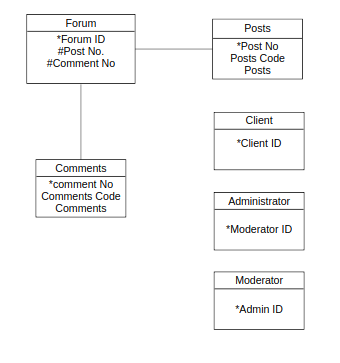 Forum
*Forum ID
#Post No.
#Comment No
Posts
*Post No
Posts Code
Posts
Client
*Client ID
Comments
*comment No
Comments Code
Comments
Administrator
*Moderator ID
Moderator
*Admin ID